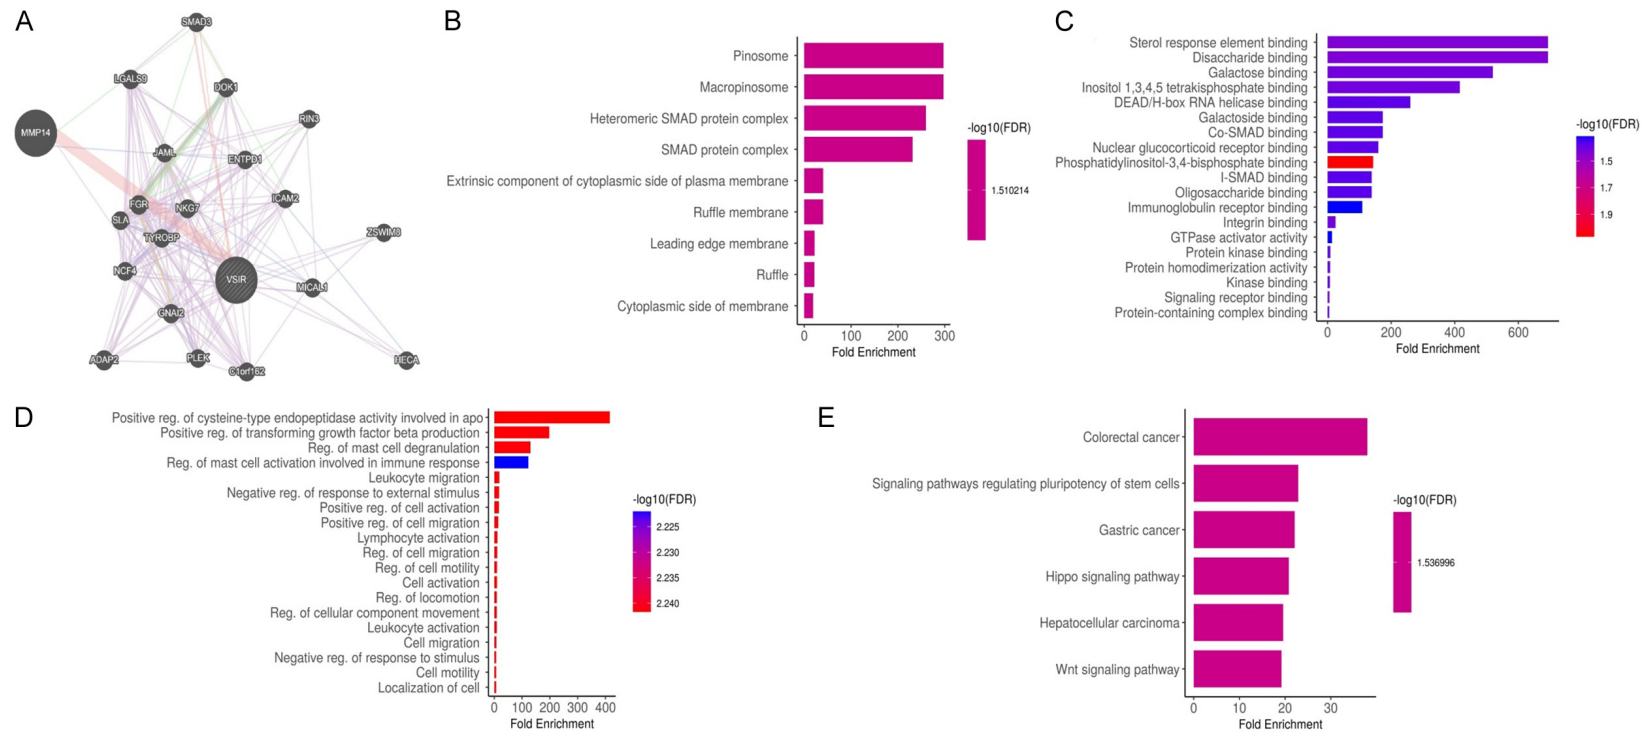 A
SMAD3
LGALS9
DOK1
MMP14
RIN3
JAML
ENTPD1
FGR
NKG7
ICAM2
SLA
TYROBP
ZSWIM8
NCF4
VSIR
MICAL1
GNAI2
ADAP2
PLEK
C1orf162
HECA
B
Pinosome
Macropinosome
Heteromeric SMAD protein complex
SMAD protein complex
Extrinsic component of cytoplasmic side of plasma membrane
Ruffle membrane
Leading edge membrane
Ruffle
Cytoplasmic side of membrane
0 100 200 300
Fold Enrichment
-log10(FDR)
1.510214
C
Sterol response element binding
Disaccharide binding
Galactose binding
Inositol 1,3,4,5 tetrakisphosphate binding
DEAD/H-box RNA helicase binding
Galactoside binding
Co-SMAD binding
Nuclear glucocorticoid receptor binding
Phosphatidylinositol-3,4-bisphosphate binding
I-SMAD binding
Oligosaccharide binding
Immunoglobulin receptor binding
Integrin binding
GTPase activator activity
Protein kinase binding
Protein homodimerization activity
Kinase binding
Signaling receptor binding
Protein-containing complex binding
0 200 400 600
Fold Enrichment
-log10(FDR)
1.5
1.7
1.9
D
Positive reg. of cysteine-type endopeptidase activity involved in apo
Positive reg. of transforming growth factor beta production
Reg. of mast cell degranulation
Reg. of mast cell activation involved in immune response
Leukocyte migration
Negative reg. of response to external stimulus
Positive reg. of cell activation
Positive reg. of cell migration
Lymphocyte activation
Reg. of cell migration
Reg. of cell motility
Cell activation
Reg. of locomotion
Reg. of cellular component movement
Leukocyte activation
Cell migration
Negative reg. of response to stimulus
Cell motility
Localization of cell
0 100 200 300 400
Fold Enrichment
-log10(FDR)
2.225
2.230
2.235
2.240
E
Colorectal cancer
Signaling pathways regulating pluripotency of stem cells
Gastric cancer
Hippo signaling pathway
Hepatocellular carcinoma
Wnt signaling pathway
0 10 20 30
Fold Enrichment
-log10(FDR)
1.536996